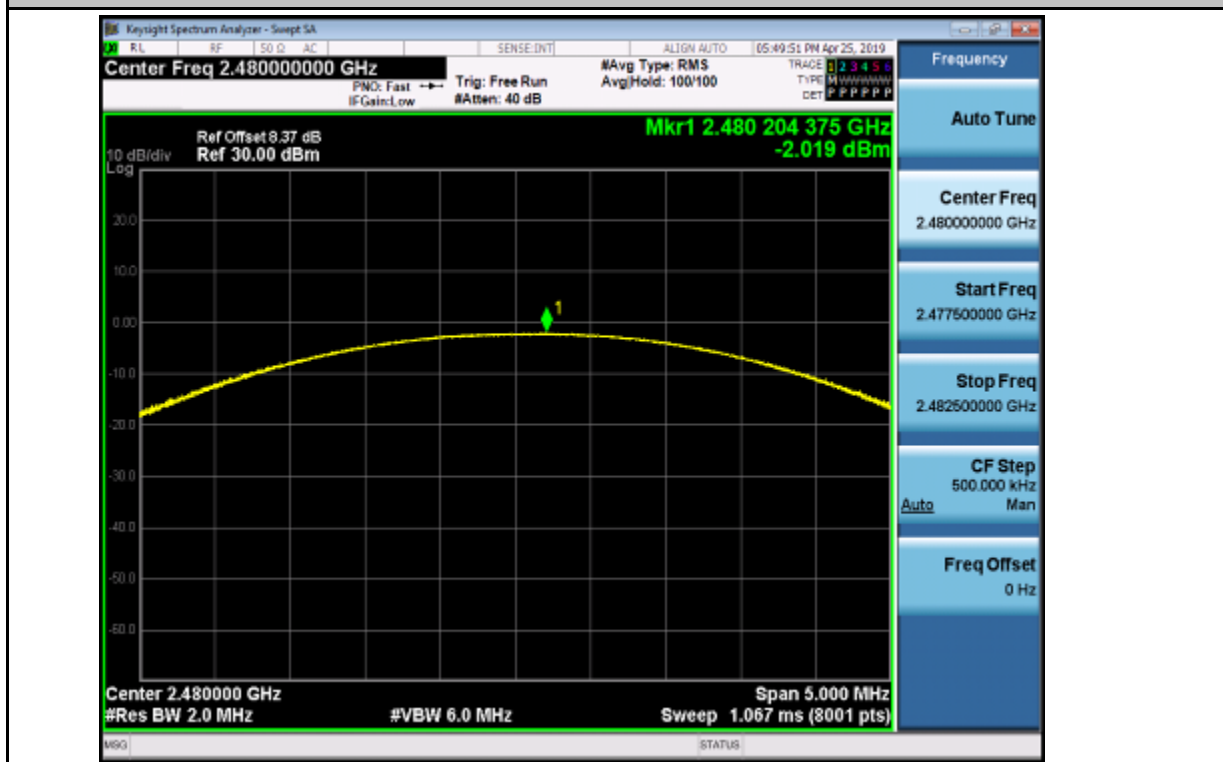 Keysight Spectrum Analyzer - Swept SA
RL RF 50 Ω AC SENSE:INT ALIGN AUTO 05:49:51 PM Apr 25, 2019
Center Freq 2.480000000 GHz
PNO: Fast
IFGain:Low
Trig: Free Run
#Atten: 40 dB
#Avg Type: RMS
Avg|Hold: 100/100
TRACE 1 2 3 4 5 6
TYPE MWWWWW
DET P P P P P P
Ref Offset 8.37 dB
10 dB/div Ref 30.00 dBm
Log
Mkr1 2.480 204 375 GHz
-2.019 dBm
20.0
10.0
0.00
-10.0
-20.0
-30.0
-40.0
-50.0
-60.0
1
Center 2.480000 GHz Span 5.000 MHz
#Res BW 2.0 MHz #VBW 6.0 MHz Sweep 1.067 ms (8001 pts)
MSG STATUS
Frequency
Auto Tune
Center Freq
2.480000000 GHz
Start Freq
2.477500000 GHz
Stop Freq
2.482500000 GHz
CF Step
500.000 kHz
Auto Man
Freq Offset
0 Hz